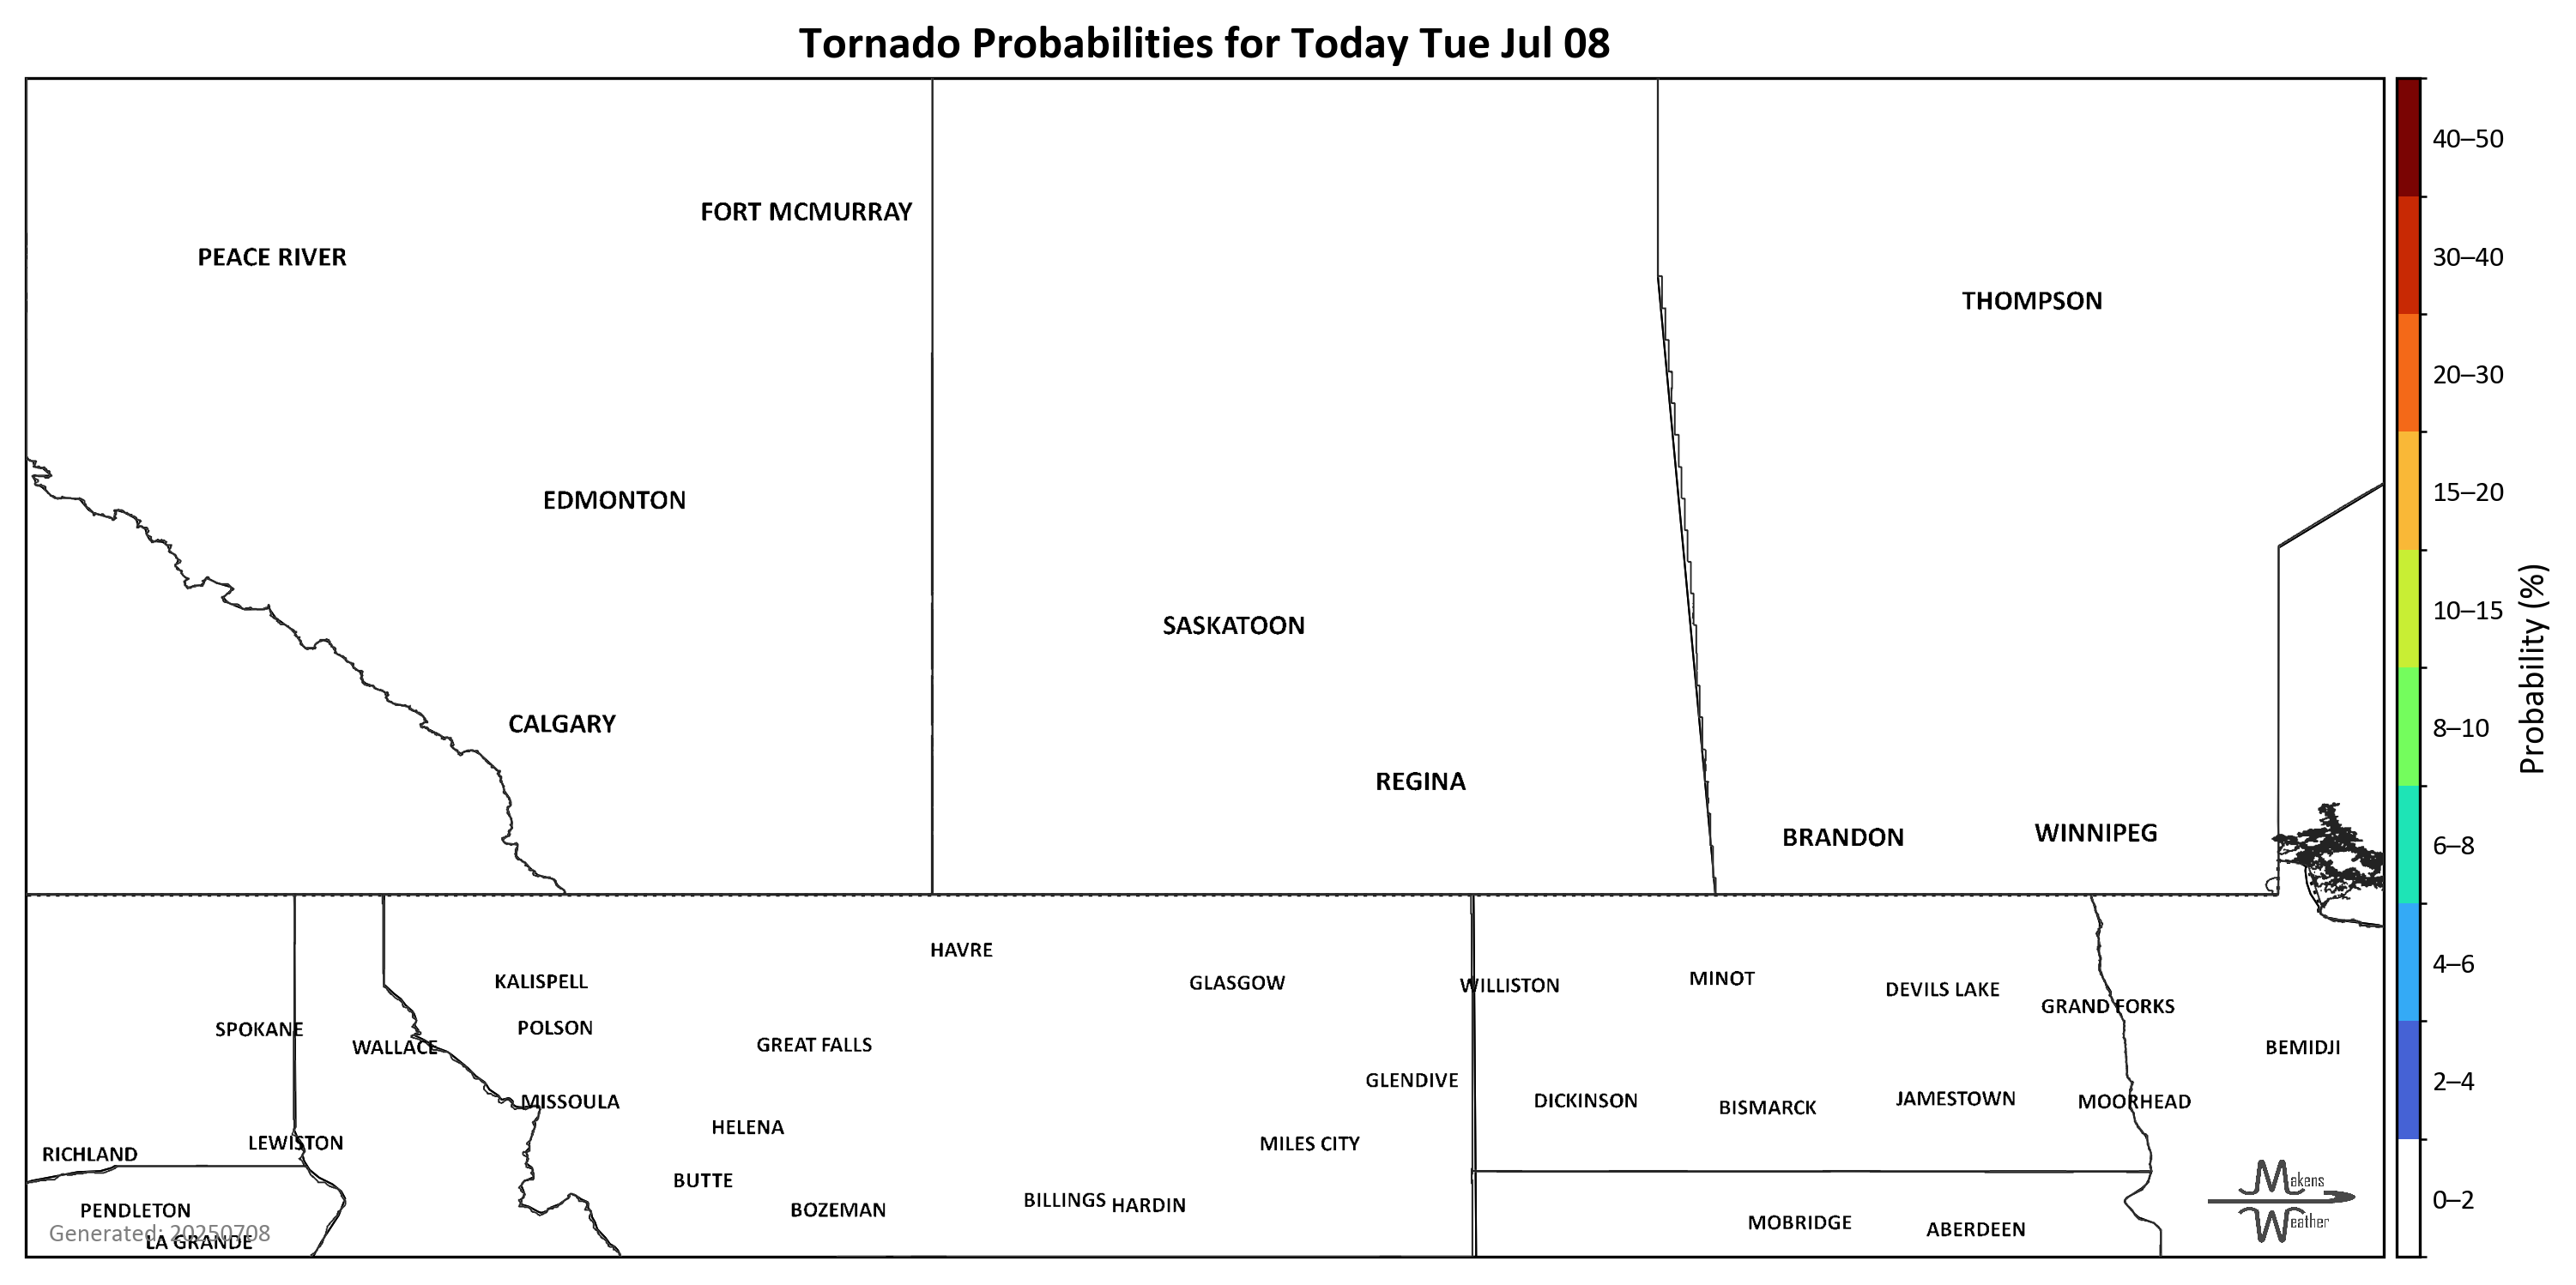 Tornado Probabilities for Today Tue Jul 08
FORT MCMURRAY
PEACE RIVER
THOMPSON
EDMONTON
SASKATOON
CALGARY
REGINA
BRANDON
WINNIPEG
HAVRE
KALISPELL
GLASGOW
WILLISTON
MINOT
DEVILS LAKE
GRAND FORKS
SPOKANE
POLSON
WALLACE
GREAT FALLS
BEMIDJI
GLENDIVE
MISSOULA
DICKINSON
BISMARCK
JAMESTOWN
MOORHEAD
HELENA
LEWISTON
MILES CITY
RICHLAND
BUTTE
BILLINGS
HARDIN
PENDLETON
BOZEMAN
MOBRIDGE
ABERDEEN
Generated: 20250708
LA GRANDE
Makens
Weather
40–50
30–40
20–30
15–20
10–15
8–10
6–8
4–6
2–4
0–2
Probability (%)